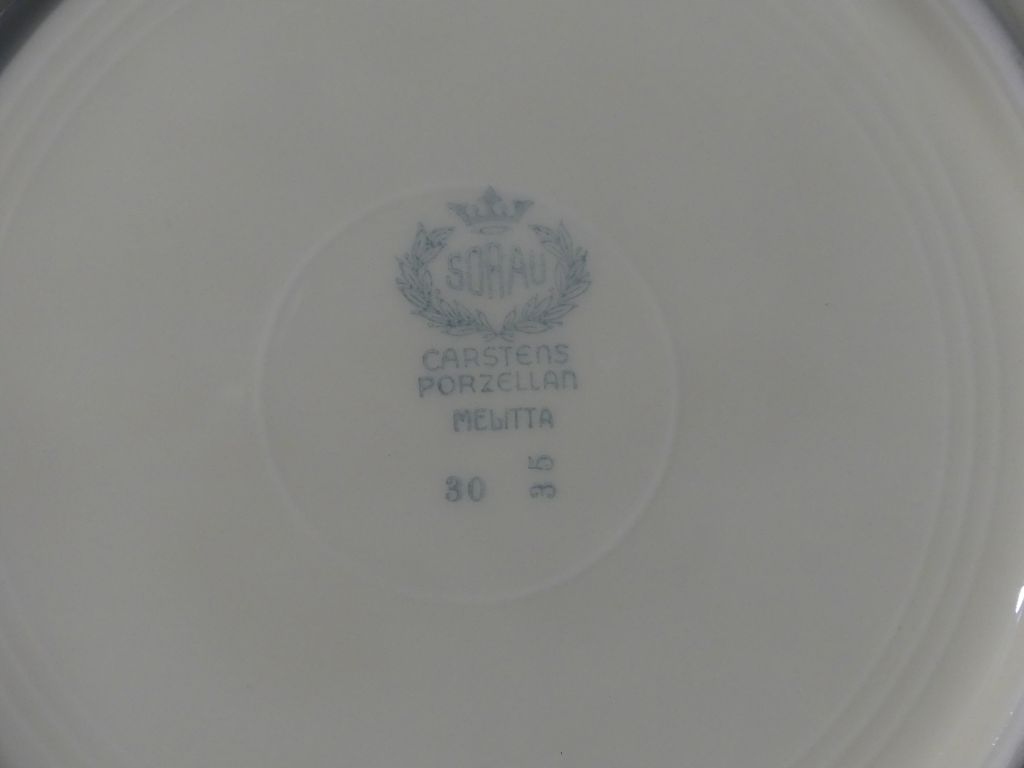 SORAU
CARSTENS
PORZELLAN
MELITTA
30 35